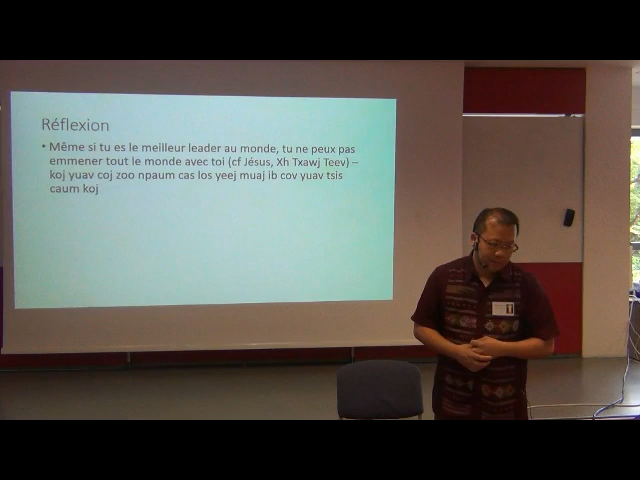 Réflexion
• Même si tu es le meilleur leader au monde, tu ne peux pas
emmener tout le monde avec toi (cf Jésus, Xh Txawj Teev) –
koj yuav coj zoo npaum cas los yeej muaj ib cov yuav tsis
caum koj